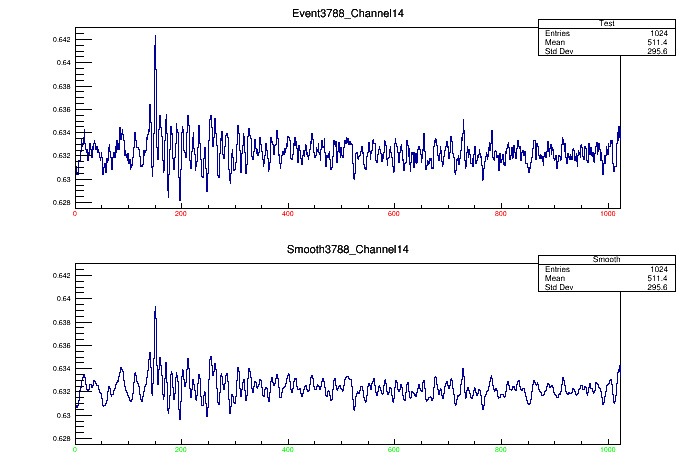 Event3788_Channel14
Test
Entries 1024
Mean 511.4
Std Dev 295.6
0.642
0.64
0.638
0.636
0.634
0.632
0.63
0.628
0 200 400 600 800 1000
Smooth3788_Channel14
Smooth
Entries 1024
Mean 511.4
Std Dev 295.6
0.642
0.64
0.638
0.636
0.634
0.632
0.63
0.628
0 200 400 600 800 1000